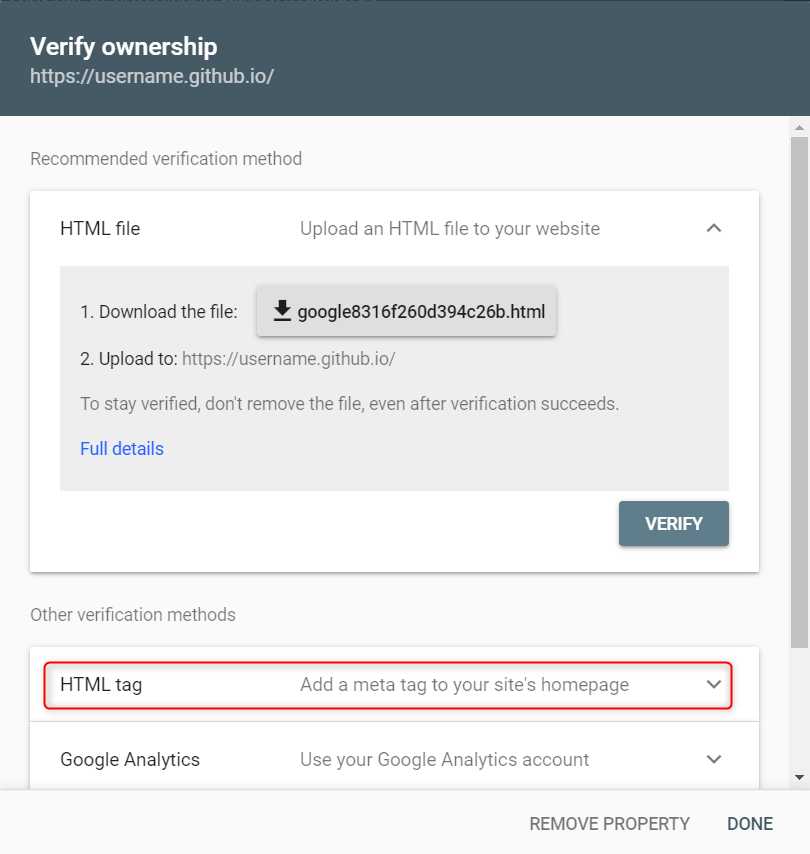 Verify ownership
https://username.github.io/
Recommended verification method
HTML file Upload an HTML file to your website
1. Download the file: google8316f260d394c26b.html
2. Upload to: https://username.github.io/
To stay verified, don't remove the file, even after verification succeeds.
Full details
VERIFY
Other verification methods
HTML tag Add a meta tag to your site's homepage
Google Analytics Use your Google Analytics account
REMOVE PROPERTY DONE